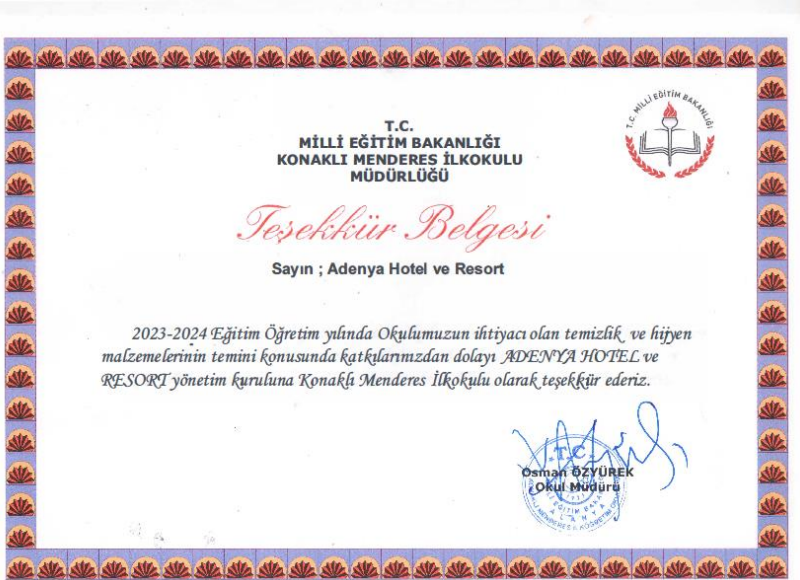 T.C. MİLLİ EĞİTİM BAKANLIĞI
T.C.
MİLLİ EĞİTİM BAKANLIĞI
KONAKLI MENDERES İLKOKULU
MÜDÜRLÜĞÜ
Teşekkür Belgesi
Sayın ; Adenya Hotel ve Resort
2023-2024 Eğitim Öğretim yılında Okulumuzun ihtiyacı olan temizlik ve hijyen
malzemelerinin temini konusunda katkılarınızdan dolayı ADENYA HOTEL ve
RESORT yönetim kuruluna Konaklı Menderes İlkokulu olarak teşekkür ederiz.
T.C.
Osman ÖZYÜREK
Okul Müdürü
ALANYA